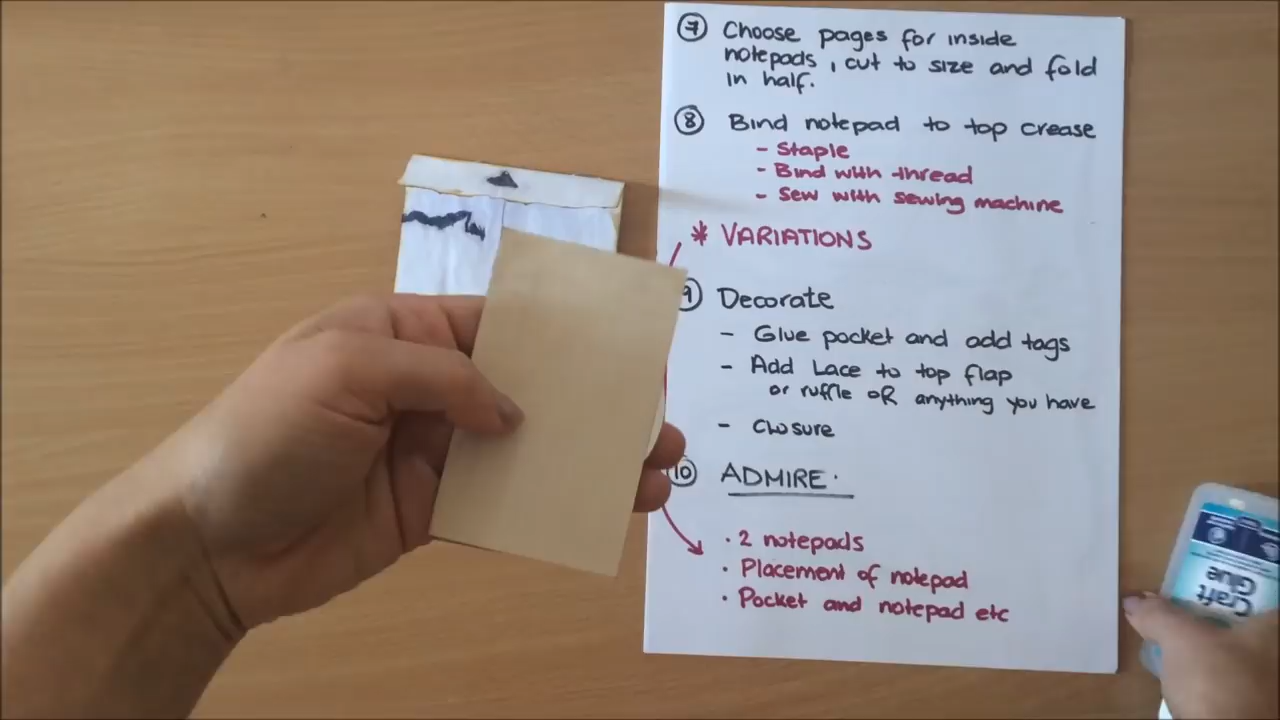 ⑦ Choose pages for inside
notepads, cut to size and fold
in half.
⑧ Bind notepad to top crease
- Staple
- Bind with thread
- Sew with sewing machine
* VARIATIONS
9 Decorate
- Glue pocket and add tags
- Add Lace to top flap
or ruffle OR anything you have
- Closure
⑩ ADMIRE.
· 2 notepads
· Placement of notepad
· Pocket and notepad etc
Craft
Glue